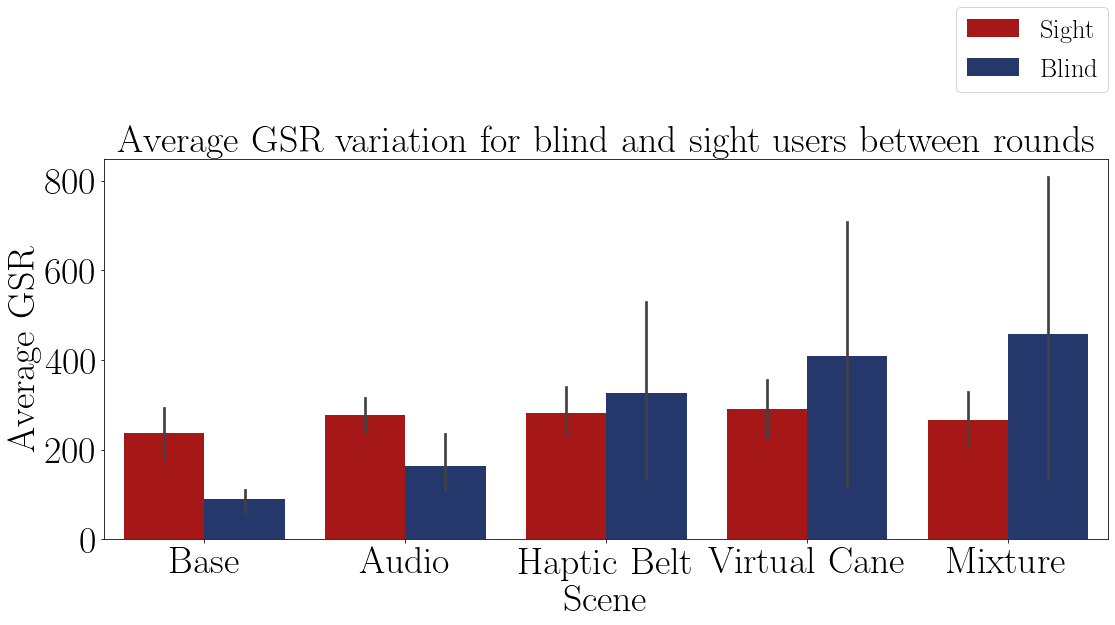 Sight
Blind
Average GSR variation for blind and sight users between rounds
Average GSR
800
600
400
200
0
Base
Audio
Haptic Belt
Virtual Cane
Mixture
Scene